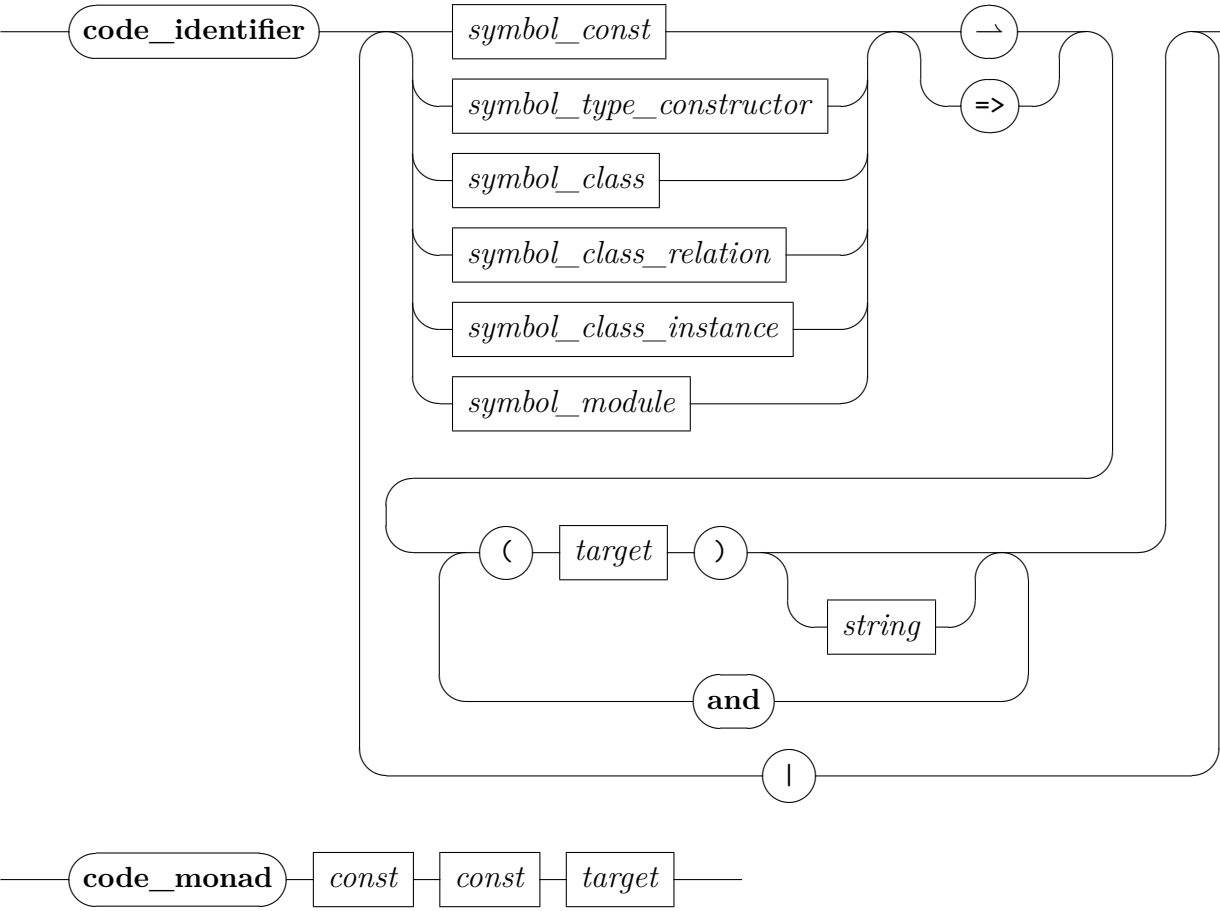 code_identifier symbol_const ⇀
symbol_type_constructor =>
symbol_class
symbol_class_relation
symbol_class_instance
symbol_module
( target )
string
and
|
code_monad const const target